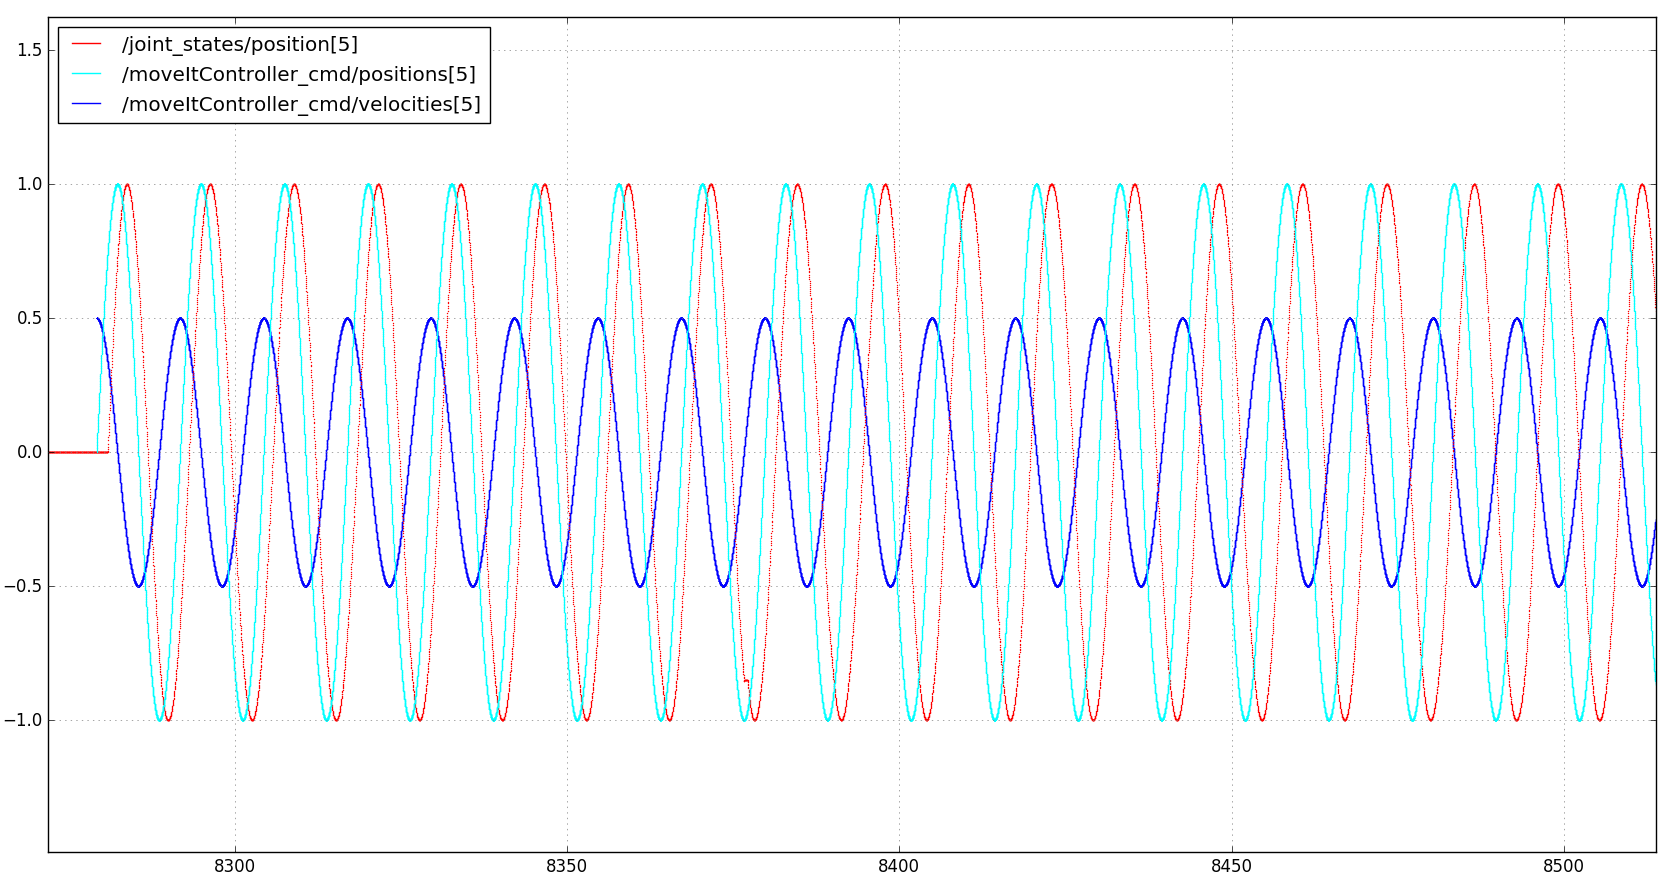 /joint_states/position[5]
/moveItController_cmd/positions[5]
/moveItController_cmd/velocities[5]
1.5
1.0
0.5
0.0
−0.5
−1.0
8300 8350 8400 8450 8500